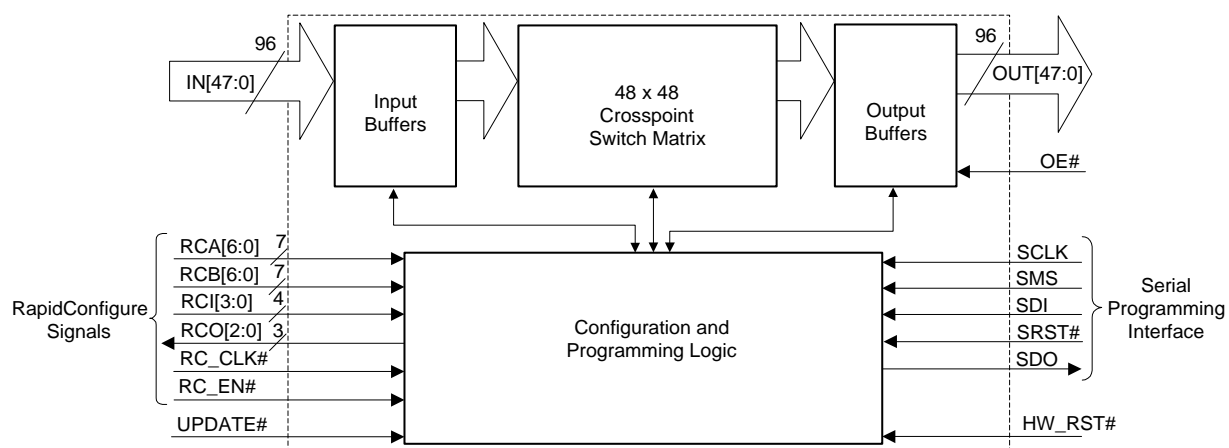 96
IN[47:0]
Input
Buffers
48 x 48
Crosspoint
Switch Matrix
Output
Buffers
96
OUT[47:0]
OE#
RapidConfigure
Signals
RCA[6:0]
7
RCB[6:0]
7
RCI[3:0]
4
RCO[2:0]
3
RC_CLK#
RC_EN#
UPDATE#
Configuration and
Programming Logic
SCLK
SMS
SDI
SRST#
SDO
HW_RST#
Serial
Programming
Interface